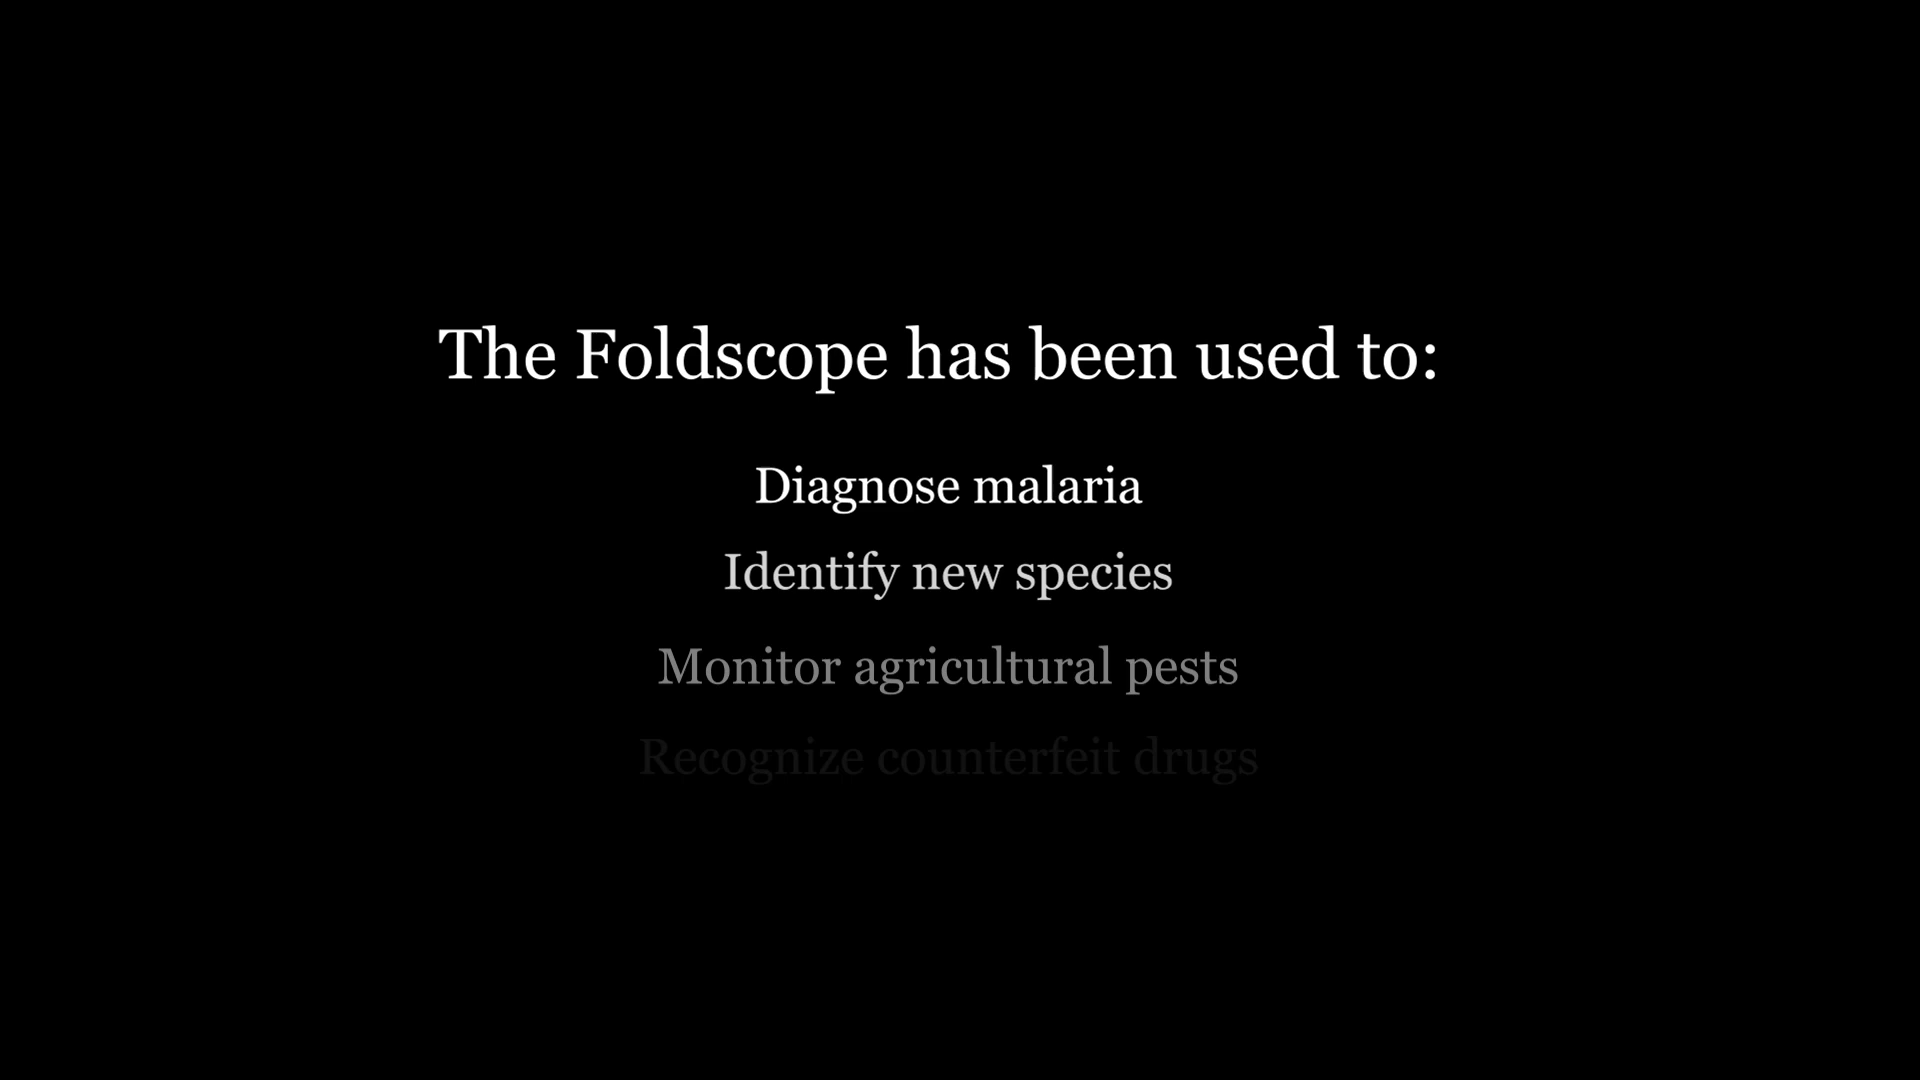 The Foldscope has been used to:
Diagnose malaria
Identify new species
Monitor agricultural pests
Recognize counterfeit drugs